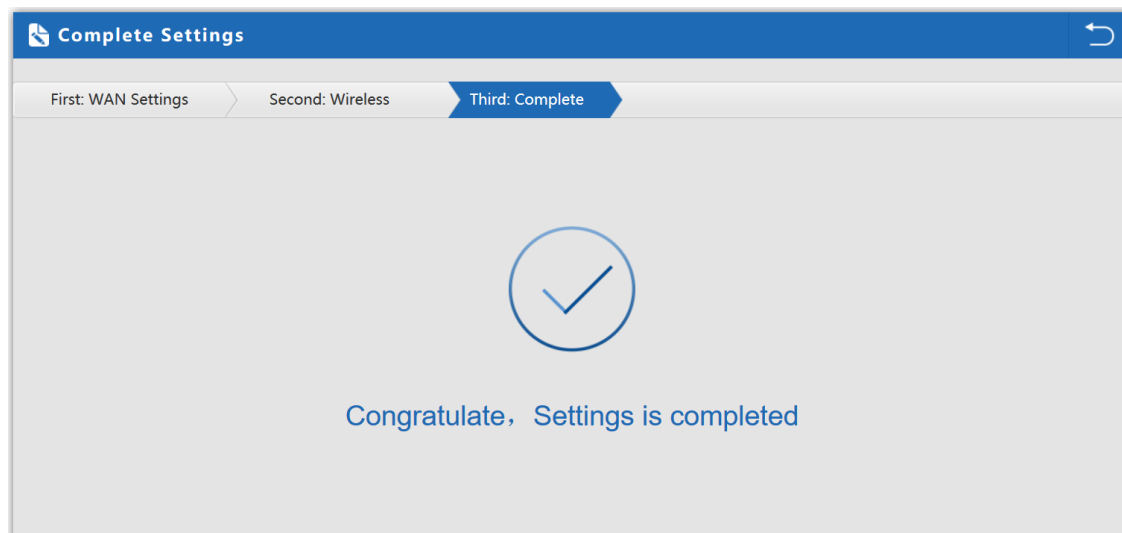 Complete Settings
First: WAN Settings Second: Wireless Third: Complete
Congratulate，Settings is completed